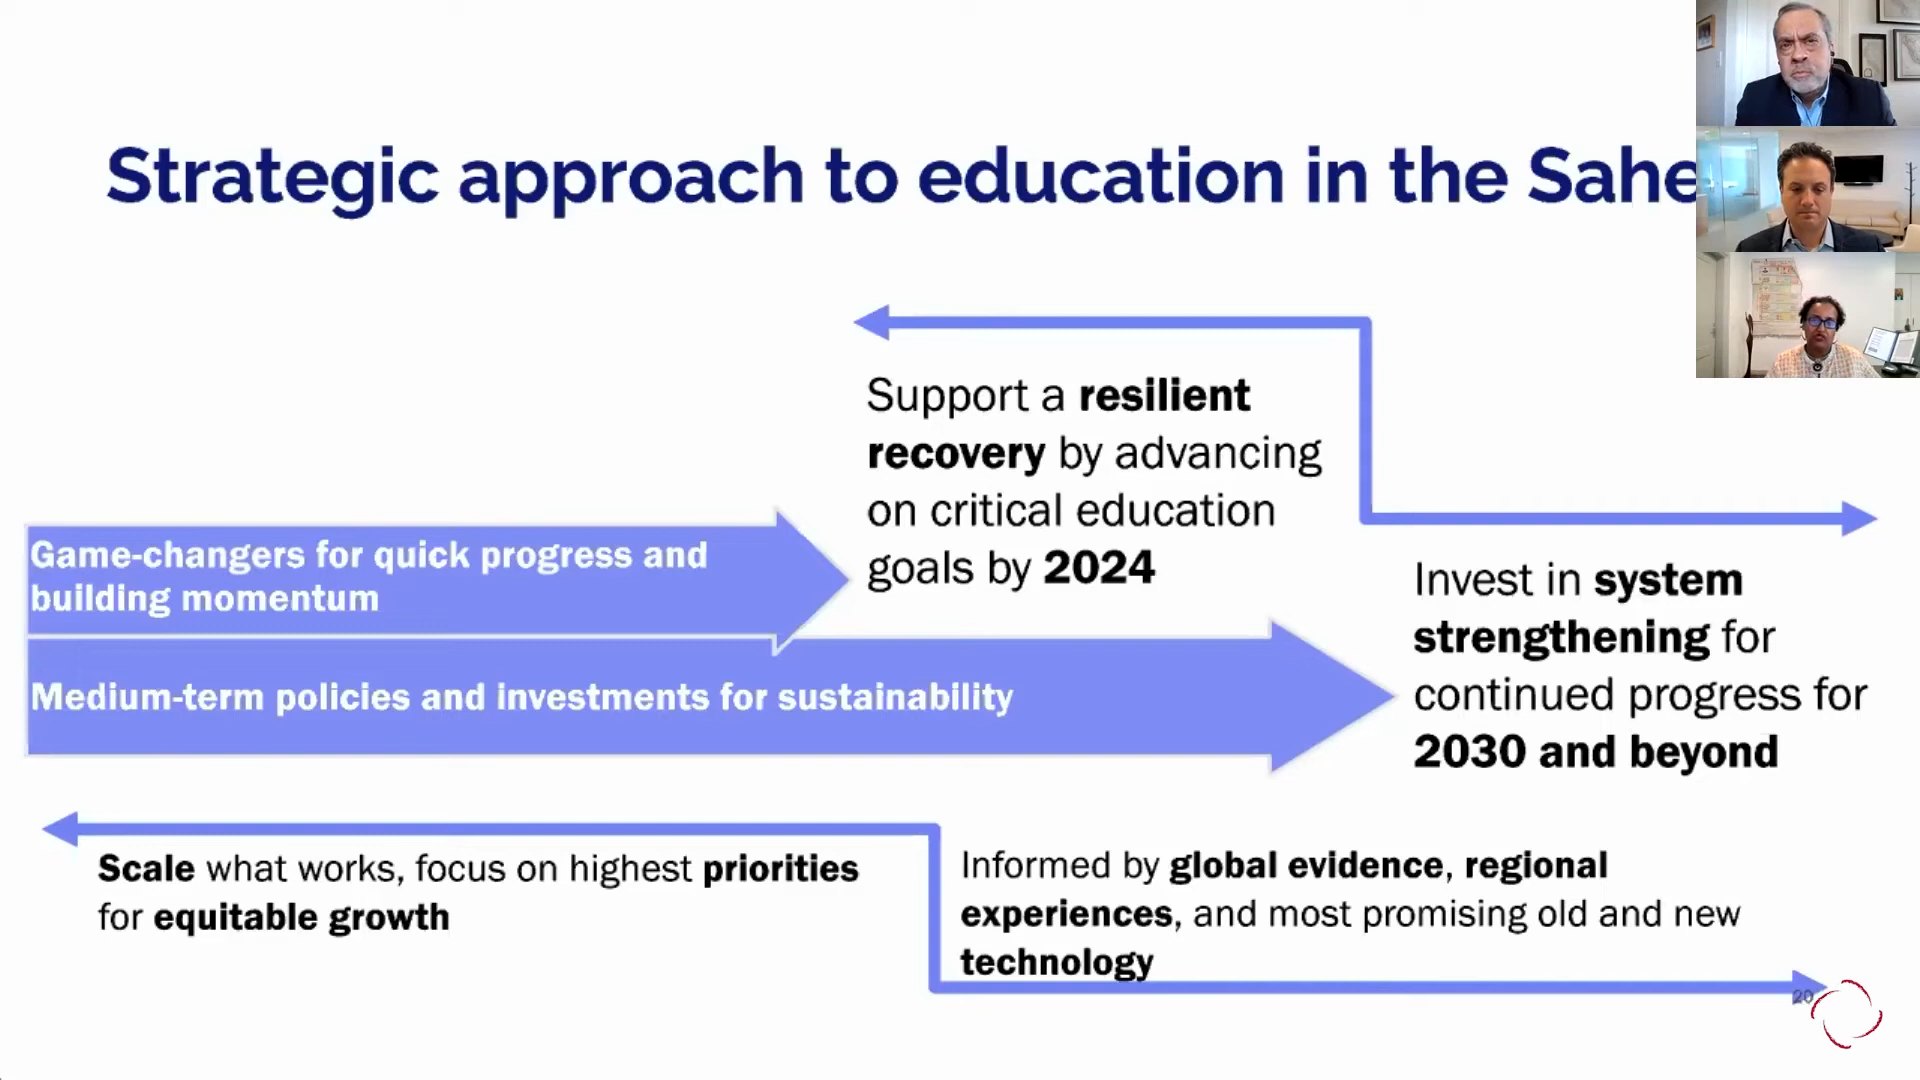 Strategic approach to education in the Sahe
Support a resilient
recovery by advancing
on critical education
goals by 2024
Game-changers for quick progress and
building momentum
Medium-term policies and investments for sustainability
Invest in system
strengthening for
continued progress for
2030 and beyond
Scale what works, focus on highest priorities
for equitable growth
Informed by global evidence, regional
experiences, and most promising old and new
technology
20